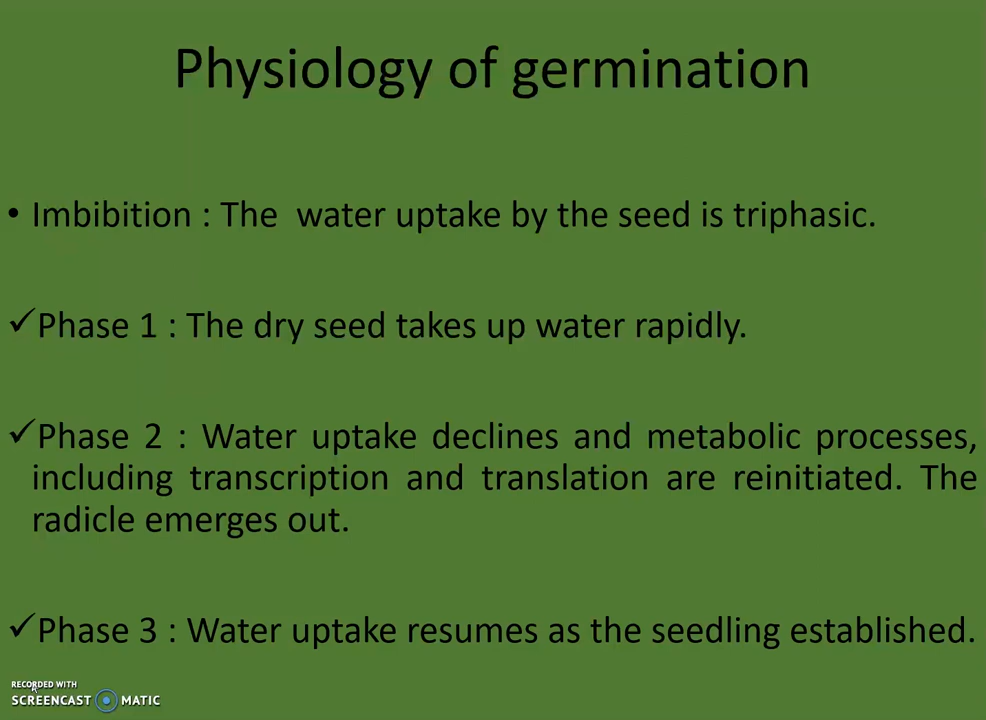 Physiology of germination
• Imbibition : The  water uptake by the seed is triphasic.
✓Phase 1 : The dry seed takes up water rapidly.
✓Phase 2 : Water uptake declines and metabolic processes,
including transcription and translation are reinitiated. The
radicle emerges out.
✓Phase 3 : Water uptake resumes as the seedling established.
RECORDED WITH
SCREENCAST MATIC